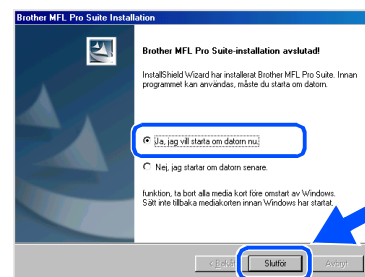 Brother MFL Pro Suite Installation
Brother MFL Pro Suite-installation avslutad!
InstallShield Wizard har installerat Brother MFL Pro Suite. Innan
programmet kan användas, måste du starta om datorn.
Ja, jag vill starta om datorn nu.
Nej, jag startar om datorn senare.
funktion, ta bort alla media kort före omstart av Windows.
Sätt inte tillbaka mediakorten innan Windows har startat.
Slutför
Avbryt